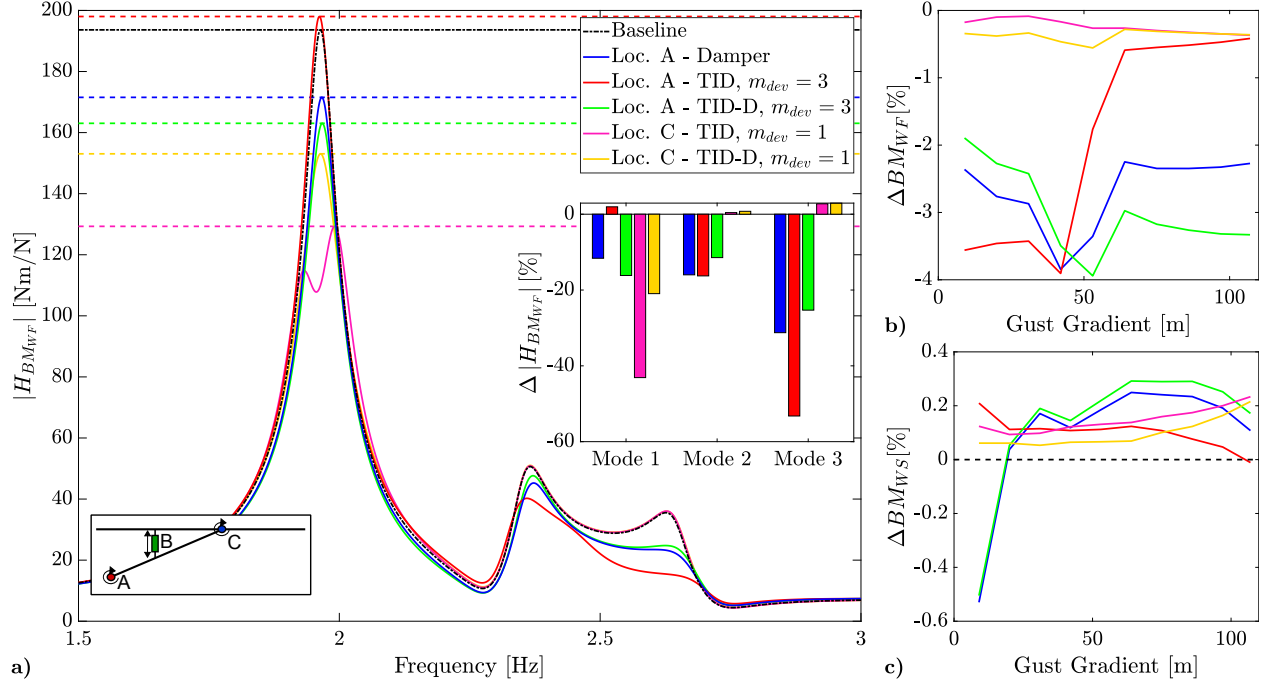 200
180
160
140
120
100
80
60
40
20
0
1.5
2
2.5
3
|H_{BM_{WF}}| [Nm/N]
Frequency [Hz]
a)
Baseline
Loc. A - Damper
Loc. A - TID, m_{dev} = 3
Loc. A - TID-D, m_{dev} = 3
Loc. C - TID, m_{dev} = 1
Loc. C - TID-D, m_{dev} = 1
0
-20
-40
-60
Δ |H_{BM_{WF}}| [%]
Mode 1
Mode 2
Mode 3
A
B
C
0
-1
-2
-3
-4
0
50
100
ΔBM_{WF}[%]
Gust Gradient [m]
b)
0.4
0.2
0
-0.2
-0.4
-0.6
0
50
100
ΔBM_{WS}[%]
Gust Gradient [m]
c)